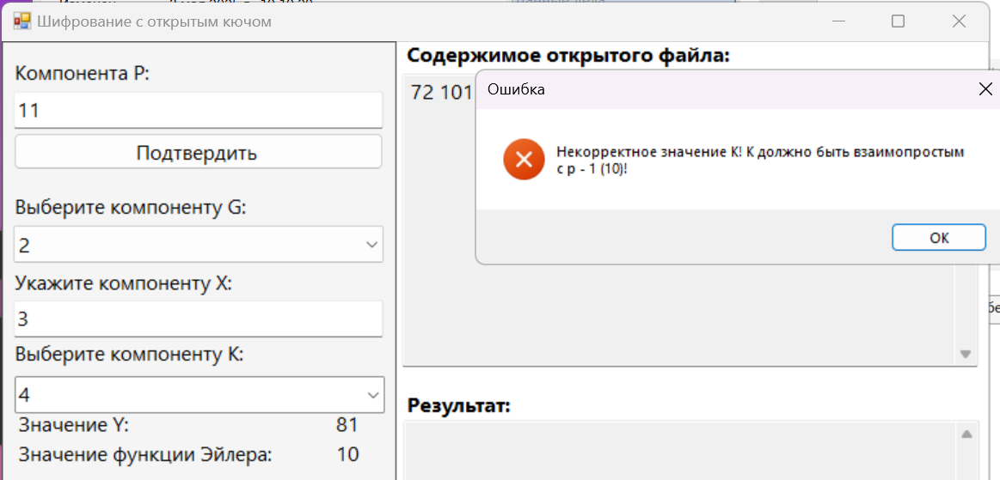 Шифрование с открытым кючом
Компонента P:
11
Подтвердить
Выберите компоненту G:
2
Укажите компоненту X:
3
Выберите компоненту К:
4
Значение Y: 81
Значение функции Эйлера: 10
Содержимое открытого файла:
72 101
Ошибка
Некорректное значение К! К должно быть взаимопростым
с p - 1 (10)!
ОК
Результат: